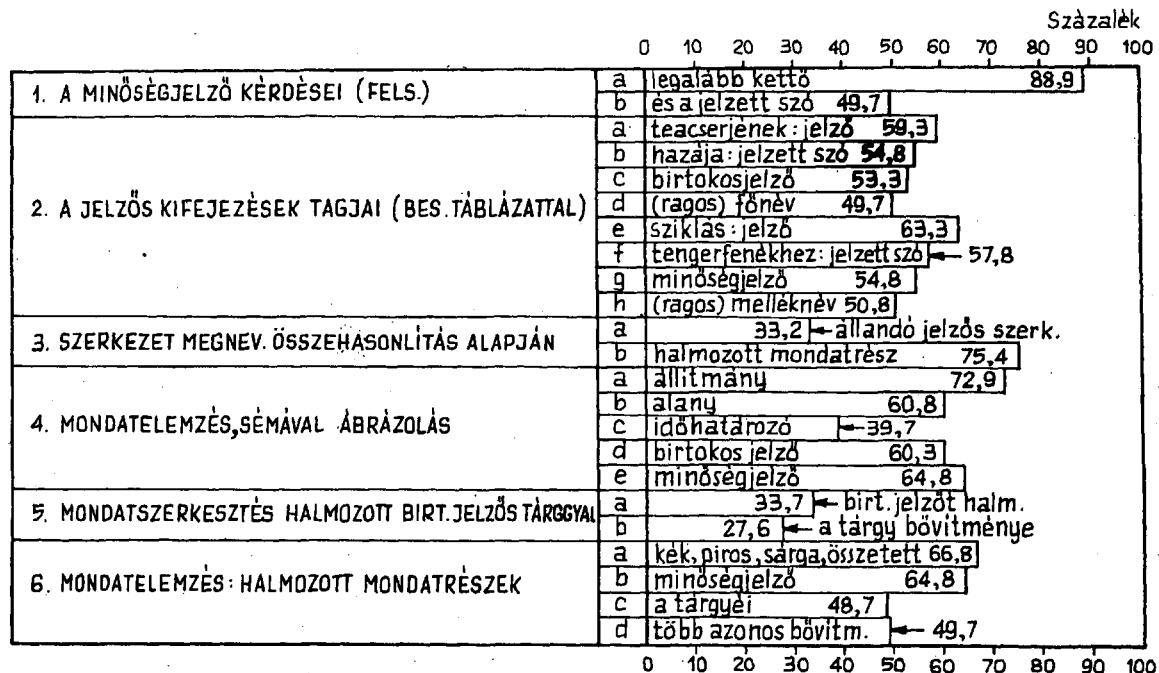 Százalék
0 10 20 30 40 50 60 70 80 90 100
1. A MINŐSÉGJELZŐ KÉRDÉSEI (FELS.)
a legalább kettő 88,9
b és a jelzett szó 49,7
2. A JELZŐS KIFEJEZÉSEK TAGJAI (BES. TÁBLÁZATTAL)
a teacserjének: jelző 59,3
b hazája: jelzett szó 54,8
c birtokosjelző 53,3
d (ragos) főnév 49,7
e sziklás: jelző 63,3
f tengerfenékhez: jelzett szó 57,8
g minőségjelző 54,8
h (ragos) melléknév 50,8
3. SZERKEZET MEGNEV. ÖSSZEHASONLÍTÁS ALAPJÁN
a 33,2 állandó jelzős szerk.
b halmozott mondatrész 75,4
4. MONDATELEMZÉS, SÉMÁVAL ÁBRÁZOLÁS
a állítmány 72,9
b alany 60,8
c időhatározó 39,7
d birtokos jelző 60,3
e minőségjelző 64,8
5. MONDATSZERKESZTÉS HALMOZOTT BIRT. JELZŐS TÁRGGYAL
a 33,7 birt. jelzőt halm.
b 27,6 a tárgy bővítménye
6. MONDATELEMZÉS: HALMOZOTT MONDATRÉSZEK
a kék, piros, sárga, összetett 66,8
b minőségjelző 64,8
c a tárgyéi 48,7
d több azonos bővítm. 49,7
0 10 20 30 40 50 60 70 80 90 100